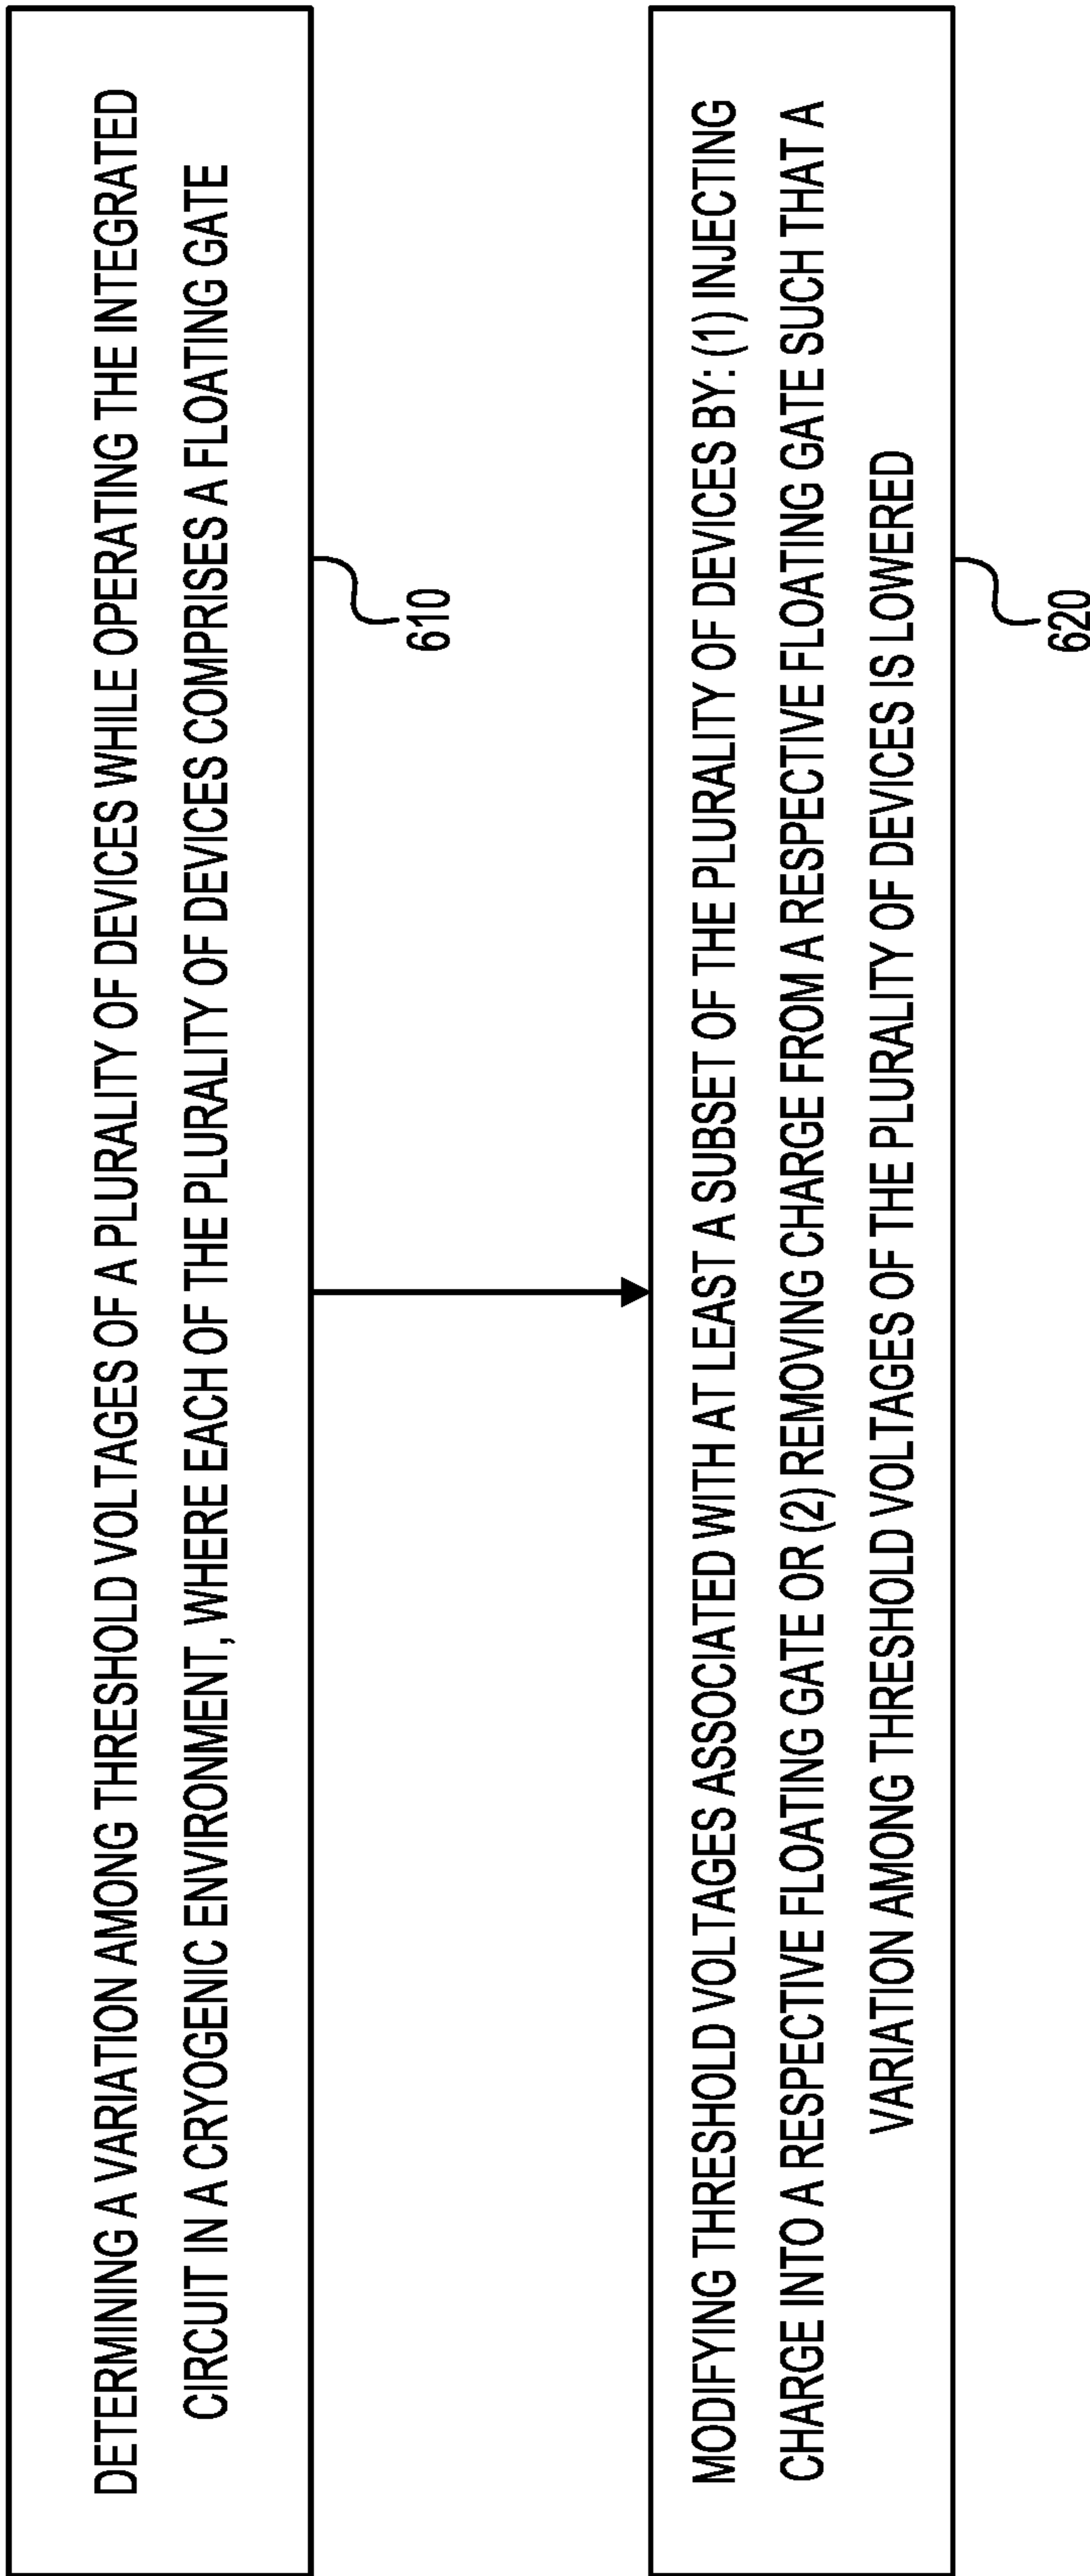 DETERMINING A VARIATION AMONG THRESHOLD VOLTAGES OF A PLURALITY OF DEVICES WHILE OPERATING THE INTEGRATED
CIRCUIT IN A CRYOGENIC ENVIRONMENT, WHERE EACH OF THE PLURALITY OF DEVICES COMPRISES A FLOATING GATE
610
MODIFYING THRESHOLD VOLTAGES ASSOCIATED WITH AT LEAST A SUBSET OF THE PLURALITY OF DEVICES BY: (1) INJECTING
CHARGE INTO A RESPECTIVE FLOATING GATE OR (2) REMOVING CHARGE FROM A RESPECTIVE FLOATING GATE SUCH THAT A
VARIATION AMONG THRESHOLD VOLTAGES OF THE PLURALITY OF DEVICES IS LOWERED
620